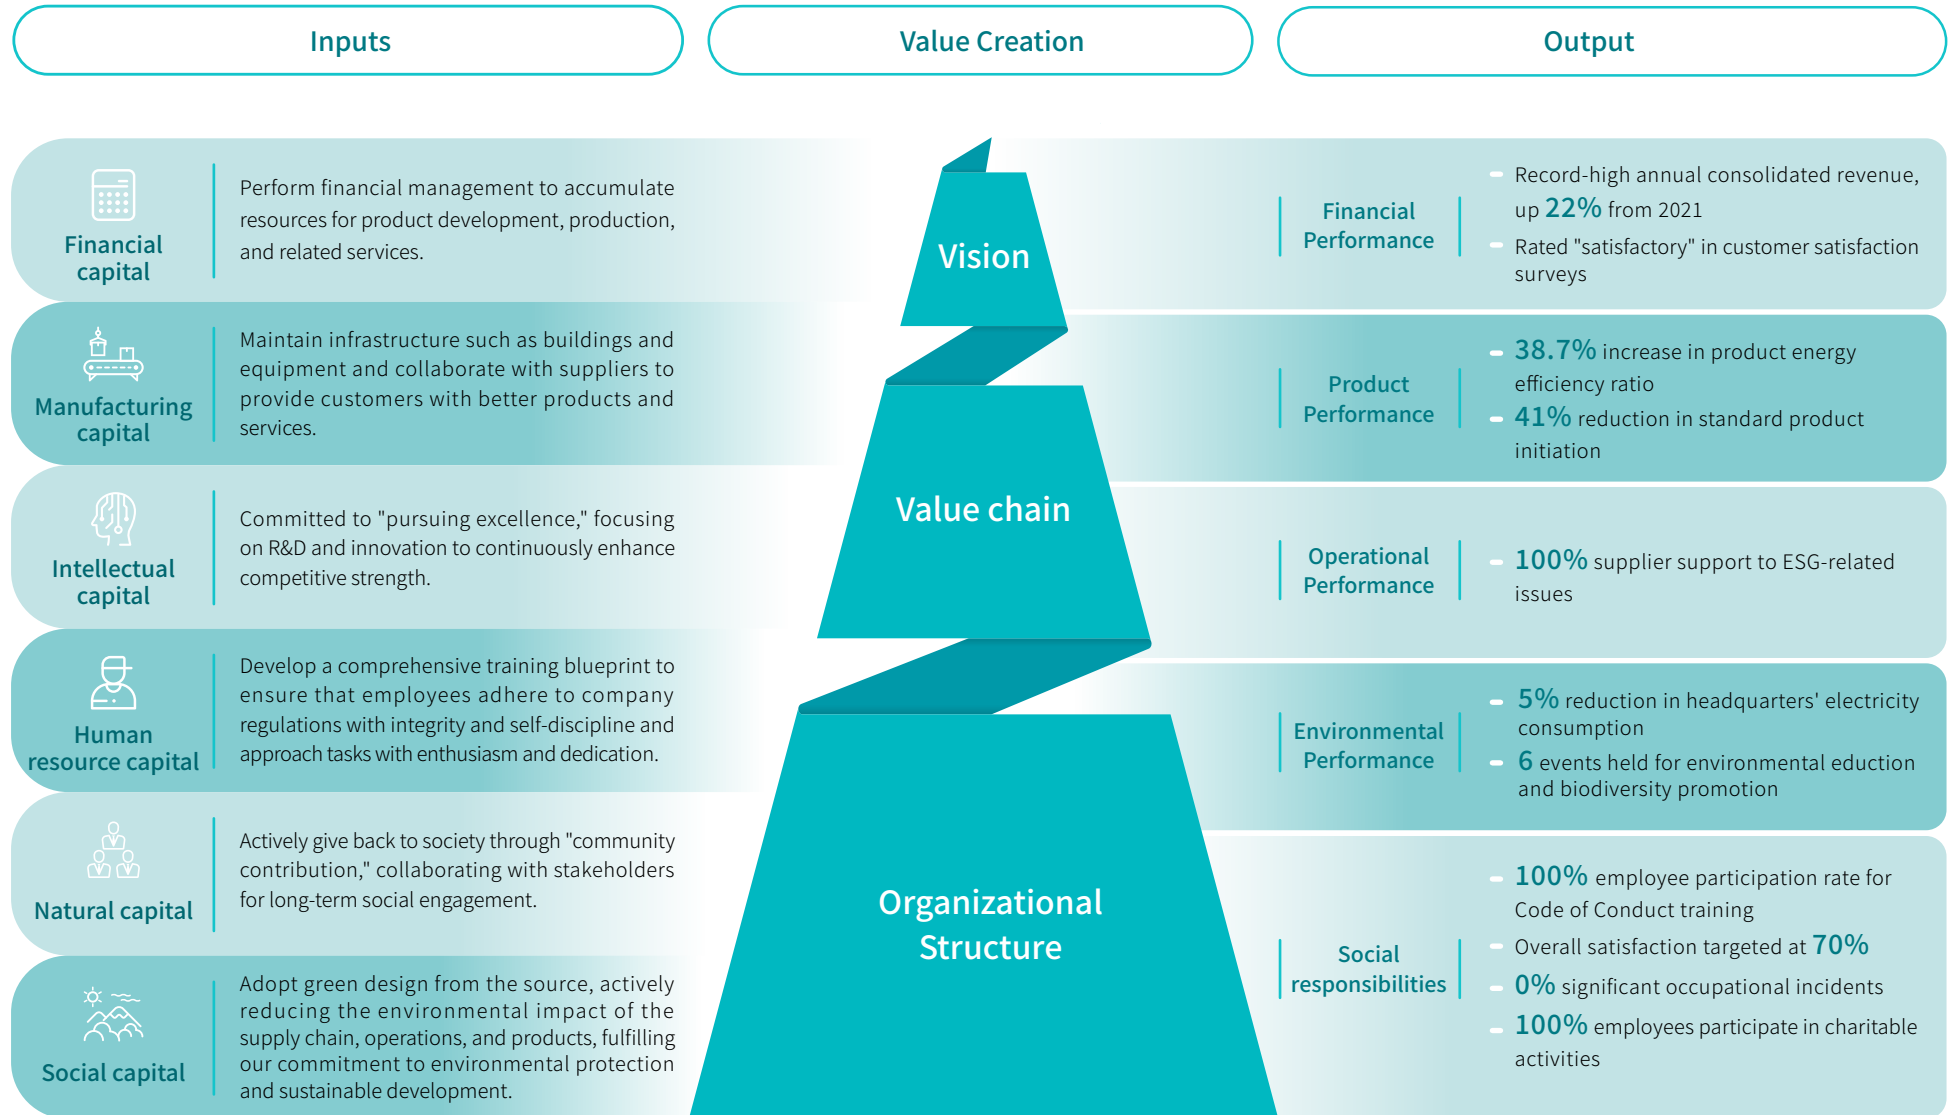 Inputs
Value Creation
Output
Financial
capital
Perform financial management to accumulate
resources for product development, production,
and related services.
Manufacturing
capital
Maintain infrastructure such as buildings and
equipment and collaborate with suppliers to
provide customers with better products and
services.
Intellectual
capital
Committed to "pursuing excellence," focusing
on R&D and innovation to continuously enhance
competitive strength.
Human
resource capital
Develop a comprehensive training blueprint to
ensure that employees adhere to company
regulations with integrity and self-discipline and
approach tasks with enthusiasm and dedication.
Natural capital
Actively give back to society through "community
contribution," collaborating with stakeholders
for long-term social engagement.
Social capital
Adopt green design from the source, actively
reducing the environmental impact of the
supply chain, operations, and products, fulfilling
our commitment to environmental protection
and sustainable development.
Vision
Value chain
Organizational
Structure
Financial
Performance
Record-high annual consolidated revenue,
up 22% from 2021
Rated "satisfactory" in customer satisfaction
surveys
Product
Performance
38.7% increase in product energy
efficiency ratio
41% reduction in standard product
initiation
Operational
Performance
100% supplier support to ESG-related
issues
Environmental
Performance
5% reduction in headquarters' electricity
consumption
6 events held for environmental eduction
and biodiversity promotion
Social
responsibilities
100% employee participation rate for
Code of Conduct training
Overall satisfaction targeted at 70%
0% significant occupational incidents
100% employees participate in charitable
activities